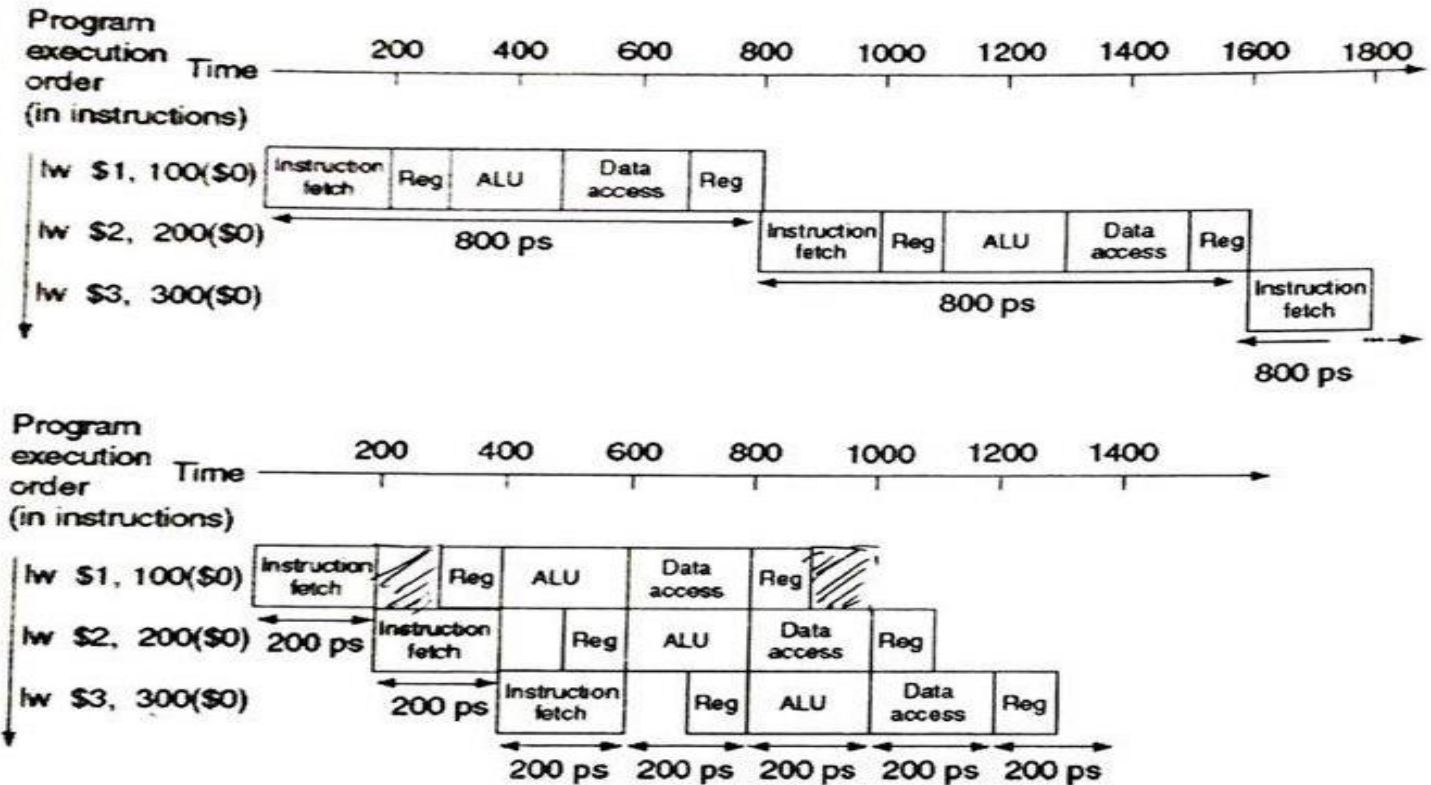 Program
execution
order
(in instructions)
Time
200 400 600 800 1000 1200 1400 1600 1800
lw $1, 100($0) Instruction fetch Reg ALU Data access Reg
800 ps
lw $2, 200($0) Instruction fetch Reg ALU Data access Reg
800 ps
lw $3, 300($0) Instruction fetch
800 ps
Program
execution
order
(in instructions)
Time
200 400 600 800 1000 1200 1400
lw $1, 100($0) Instruction fetch Reg ALU Data access Reg
200 ps
lw $2, 200($0) Instruction fetch Reg ALU Data access Reg
200 ps
lw $3, 300($0) Instruction fetch Reg ALU Data access Reg
200 ps 200 ps 200 ps 200 ps 200 ps